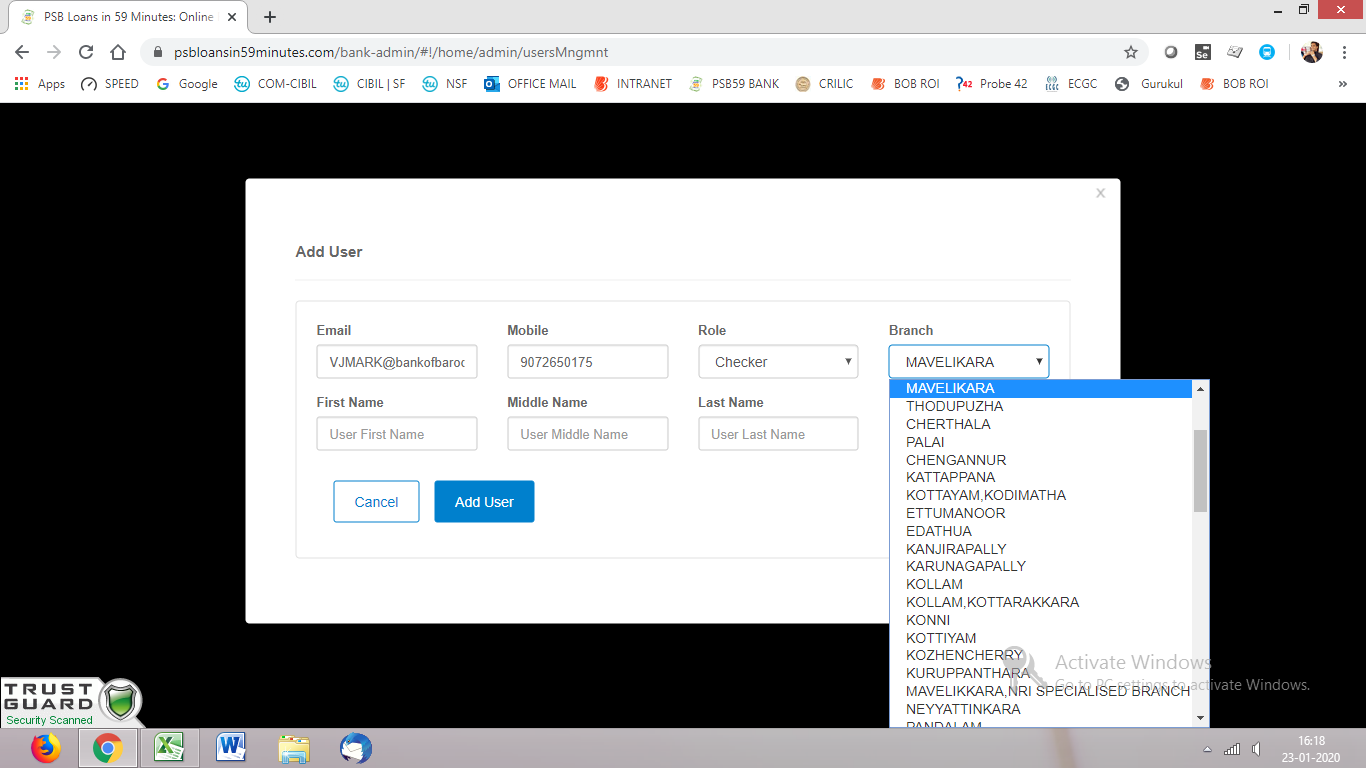 PSB Loans in 59 Minutes: Online
psbloansin59minutes.com/bank-admin/#!/home/admin/usersMngmnt
Apps SPEED Google COM-CIBIL CIBIL | SF NSF OFFICE MAIL INTRANET PSB59 BANK CRILIC BOB ROI Probe 42 ECGC Gurukul BOB ROI »
x
Add User
Email Mobile Role Branch
VJMARK@bankofbaroc 9072650175 Checker MAVELIKARA
First Name Middle Name Last Name
User First Name User Middle Name User Last Name
Cancel Add User
MAVELIKARA
THODUPUZHA
CHERTHALA
PALAI
CHENGANNUR
KATTAPPANA
KOTTAYAM,KODIMATHA
ETTUMANOOR
EDATHUA
KANJIRAPALLY
KARUNAGAPALLY
KOLLAM
KOLLAM,KOTTARAKKARA
KONNI
KOTTIYAM
KOZHENCHERRY
KURUPPANTHARA
MAVELIKKARA,NRI SPECIALISED BRANCH
NEYYATTINKARA
PANDALAM
Activate Windows
Go to PC settings to activate Windows.
TRUST
GUARD
Security Scanned
16:18
23-01-2020